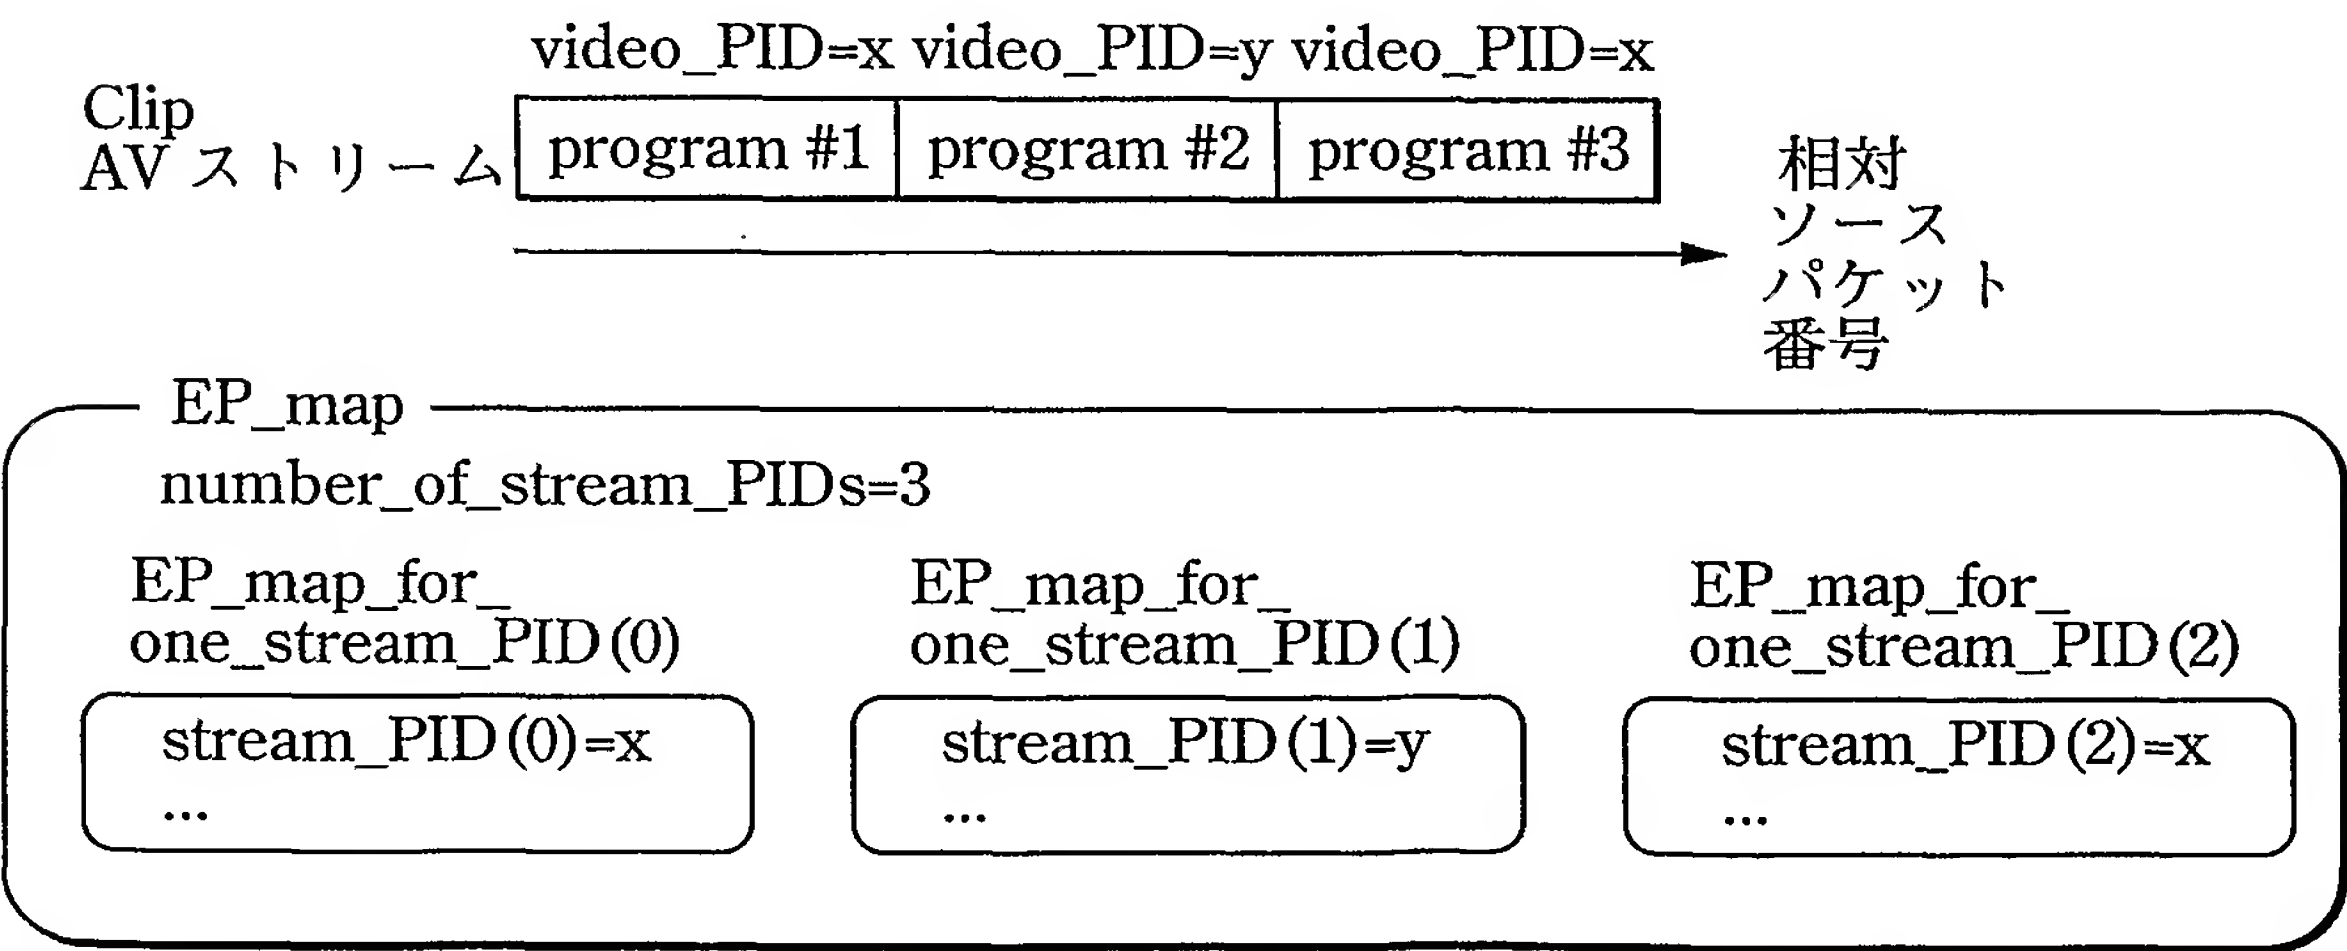 video_PID=x video_PID=y video_PID=x
Clip
AV ストリーム
program #1 program #2 program #3
相対
ソース
パケット
番号
EP_map
number_of_stream_PIDs=3
EP_map_for_
one_stream_PID(0)
stream_PID(0)=x
...
EP_map_for_
one_stream_PID(1)
stream_PID(1)=y
...
EP_map_for_
one_stream_PID(2)
stream_PID(2)=x
...